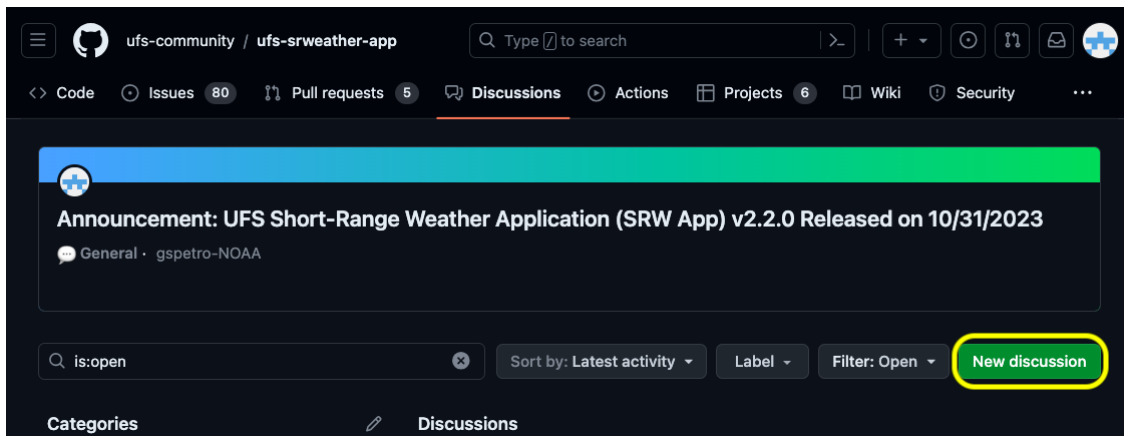 ufs-community / ufs-srweather-app
Type / to search
Code Issues 80 Pull requests 5 Discussions Actions Projects 6 Wiki Security ...
Announcement: UFS Short-Range Weather Application (SRW App) v2.2.0 Released on 10/31/2023
General · gspetro-NOAA
is:open Sort by: Latest activity Label Filter: Open New discussion
Categories Discussions